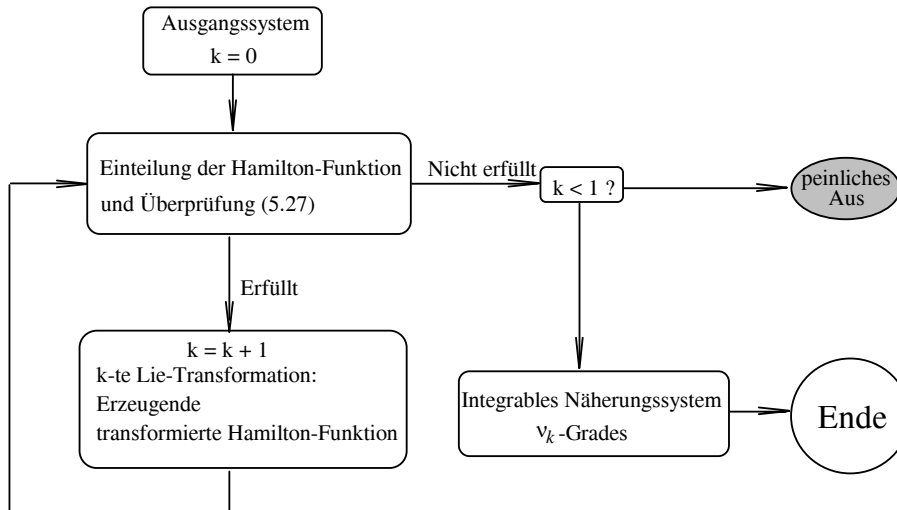 Ausgangssystem
k = 0
Einteilung der Hamilton-Funktion
und Überprüfung (5.27)
Nicht erfüllt
k < 1 ?
peinliches
Aus
Erfüllt
k = k + 1
k-te Lie-Transformation:
Erzeugende
transformierte Hamilton-Funktion
Integrables Näherungssystem
ν_k-Grades
Ende